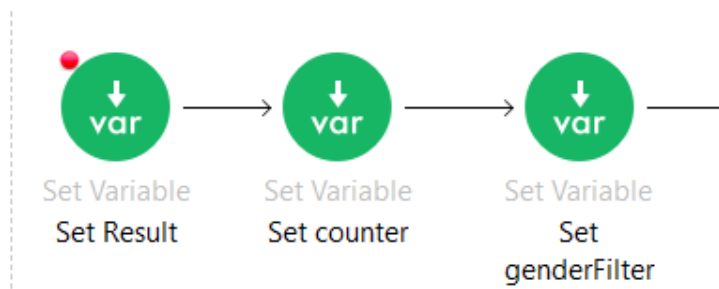 var var var
Set Variable Set Variable Set Variable
Set Result Set counter Set
genderFilter